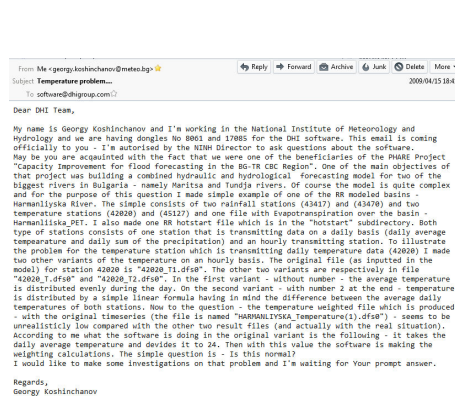 From Me <georgy.koshinchanov@meteo.bg>
Reply Forward Archive Junk Delete More
Subject Temperature problem....
2009/04/15 18:4
To software@dhigroup.com
Dear DHI Team,
My name is Georgy Koshinchanov and I'm working in the National Institute of Meteorology and
Hydrology and we are having dongles No 8061 and 17085 for the DHI software. This email is coming
officially to you - I'm autorised by the NIHM Director to ask questions about the software.
May be you are acquainted with the fact that we were one of the beneficiaries of the PHARE Project
"Capacity Improvement for flood forecasting in the BG-TR CBC Region". One of the main objectives of
that project was building a combined hydraulic and hydrological  forecasting model for two of the
biggest rivers in Bulgaria - namely Maritsa and Tundja rivers. Of course the model is quite complex
and for the purpose of this question I made simple example of one of the RR modeled basins -
Harmanliyska River. The simple consists of two rainfall stations (43417) and (43470) and two
temperature stations (42020) and (45127) and one file with Evapotranspiration over the basin -
Harmanliiska_PET. I also made one RR hotstart file which is in the "hotstart" subdirectory. Both
type of stations consists of one station that is transmitting data on a daily basis (daily average
tempearature and daily sum of the precipitation) and an hourly transmitting station. To illustrate
the problem for the temperature station which is transmitting daily temperature data (42020) I made
two other variants of the temperature on an hourly basis. The original file (as inputted in the
model) for station 42020 is "42020_T1.dfs0". The other two variants are respectively in file
"42020_T.dfs0" and "42020_T2.dfs0". In the first variant - without number - the average temperature
is distributed evenly during the day. On the second variant - with number 2 at the end - temperature
is distributed by a simple linear formula having in mind the difference between the average daily
temperatures of both stations. Now to the question - the temperature weighted file which is produced
- with the original timeseries (the file is named "HARMANLIYSKA_Temperature(1).dfs0") - seems to be
unrealisticly low compared with the other two result files (and actually with the real situation).
According to me what the software is doing in the original variant is the following - it takes the
daily average temperature and devides it to 24. Then with this value the software is making the
weighting calculations. The simple question is - Is this normal?
I would like to make some investigations on that problem and I'm waiting for Your prompt answer.
Regards,
Georgy Koshinchanov